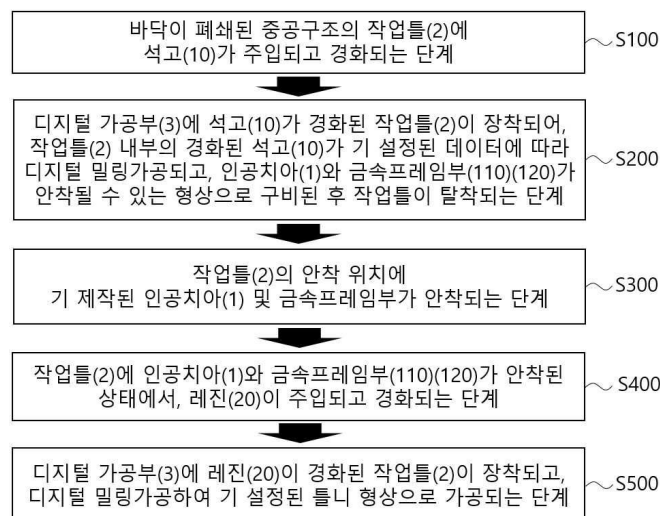 바닥이 폐쇄된 중공구조의 작업틀(2)에
석고(10)가 주입되고 경화되는 단계
S100
디지털 가공부(3)에 석고(10)가 경화된 작업틀(2)이 장착되어,
작업틀(2) 내부의 경화된 석고(10)가 기 설정된 데이터에 따라
디지털 밀링가공되고, 인공치아(1)와 금속프레임부(110)(120)가
안착될 수 있는 형상으로 구비된 후 작업틀이 탈착되는 단계
S200
작업틀(2)의 안착 위치에
기 제작된 인공치아(1) 및 금속프레임부가 안착되는 단계
S300
작업틀(2)에 인공치아(1)와 금속프레임부(110)(120)가 안착된
상태에서, 레진(20)이 주입되고 경화되는 단계
S400
디지털 가공부(3)에 레진(20)이 경화된 작업틀(2)이 장착되고,
디지털 밀링가공하여 기 설정된 틀니 형상으로 가공되는 단계
S500